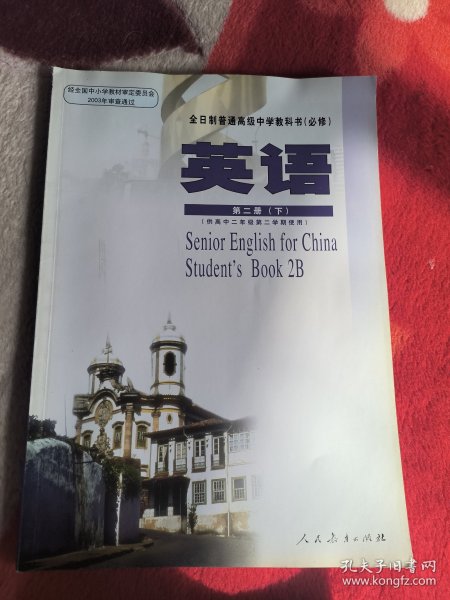 经全国中小学教材审定委员会
2003年审查通过
全日制普通高级中学教科书(必修)
英语
第二册(下)
(供高中二年级第二学期使用)
Senior English for China
Student's Book 2B
人民教育出版社
孔夫子旧书网
www.kongfz.com